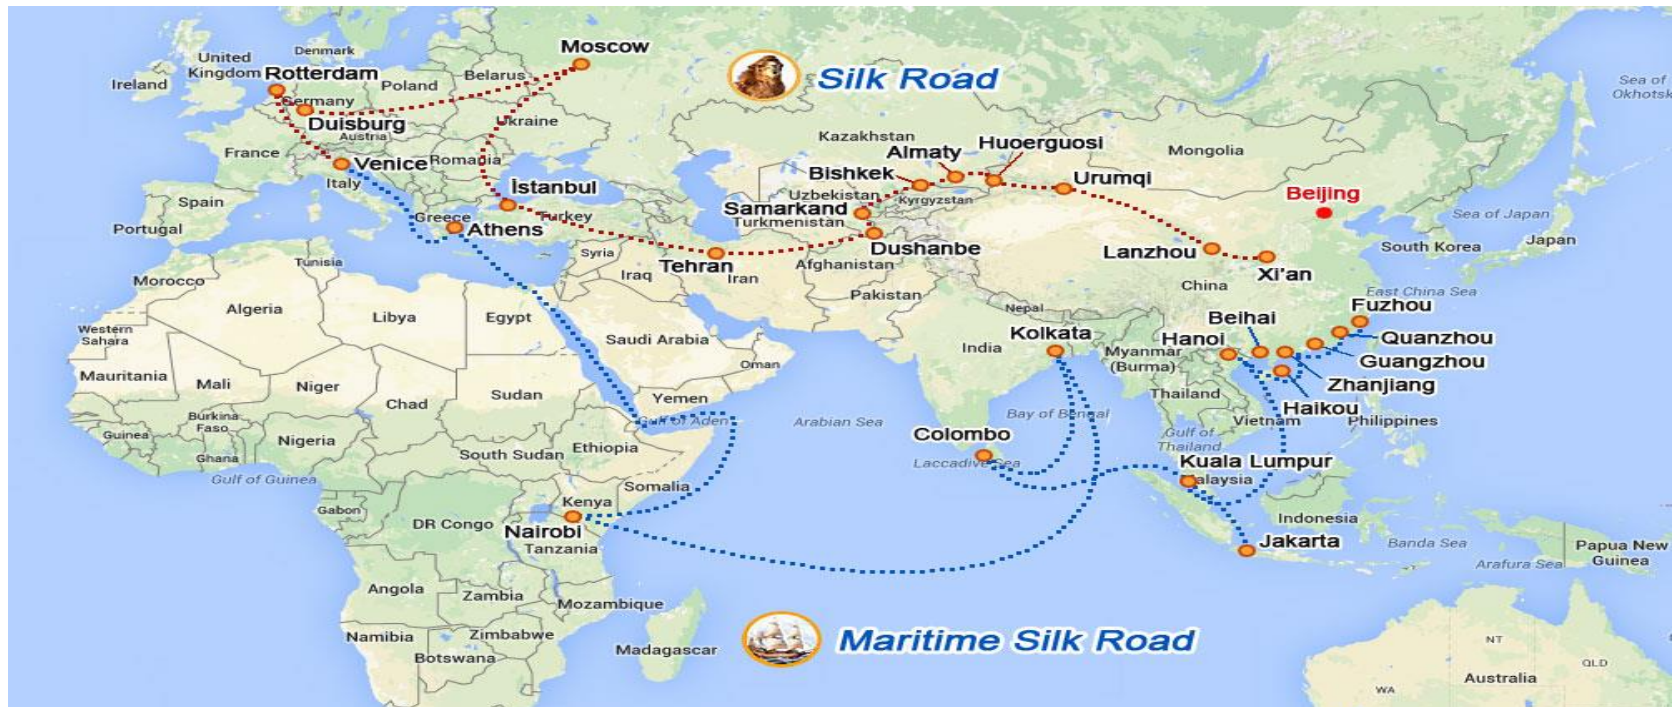 Silk Road
Sea of
Okhotsk
Moscow
Denmark
United
Kingdom
Ireland
Rotterdam
Poland
Belarus
Germany
Duisburg
Austria
Ukraine
France
Venice
Romania
Italy
Spain
Portugal
İstanbul
Greece
Turkey
Athens
Kazakhstan
Almaty
Huoerguosi
Mongolia
Bishkek
Uzbekistan
Kyrgyzstan
Urumqi
Beijing
Samarkand
Turkmenistan
Sea of Japan
Japan
South Korea
Dushanbe
Lanzhou
Xi'an
Tehran
Syria
Iraq
Iran
Afghanistan
Tunisia
Morocco
Pakistan
China
East China Sea
Nepal
Fuzhou
Algeria
Libya
Egypt
Western
Sahara
Saudi Arabia
Kolkata
India
Beihai
Hanoi
Quanzhou
Guangzhou
Myanmar
(Burma)
Zhanjiang
Oman
Mauritania
Mali
Niger
Chad
Sudan
Yemen
Thailand
Haikou
Gulf of Aden
Arabian Sea
Bay of Bengal
Vietnam
Philippines
Burkina
Faso
Guinea
Nigeria
Ghana
Gulf of Guinea
South Sudan
Ethiopia
Colombo
Laccadive Sea
Gulf of
Thailand
Kuala Lumpur
Malaysia
Somalia
Kenya
Gabon
DR Congo
Nairobi
Tanzania
Indonesia
Jakarta
Banda Sea
Arafura Sea
Papua New
Guinea
Angola
Zambia
Mozambique
Namibia
Zimbabwe
Botswana
Madagascar
Maritime Silk Road
NT
QLD
WA
Australia